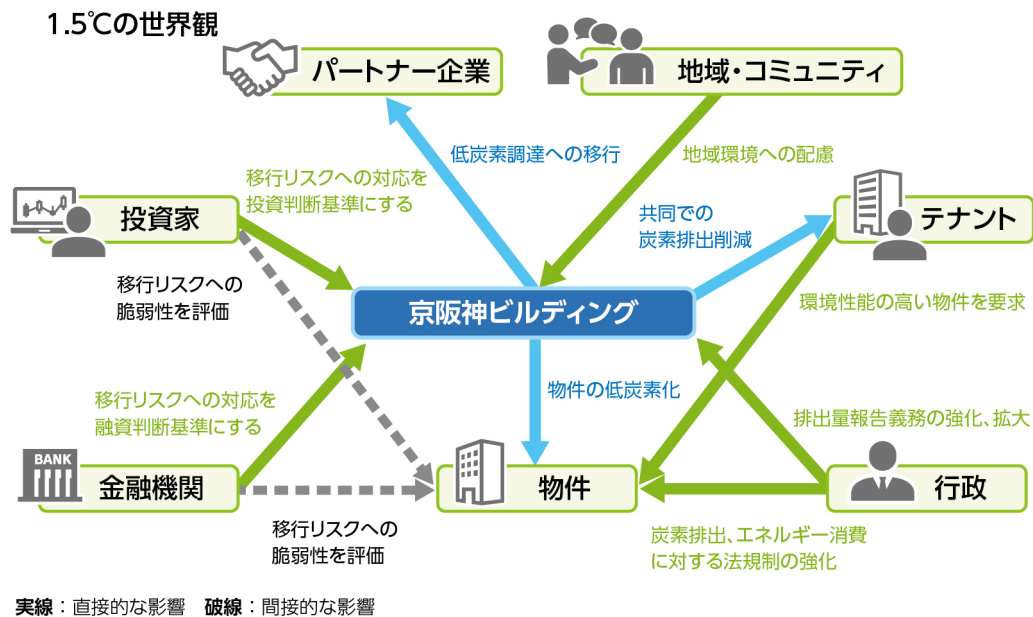 1.5℃の世界観
パートナー企業
地域・コミュニティ
低炭素調達への移行
地域環境への配慮
移行リスクへの対応を
投資判断基準にする
投資家
共同での
炭素排出削減
テナント
移行リスクへの
脆弱性を評価
京阪神ビルディング
環境性能の高い物件を要求
移行リスクへの対応を
融資判断基準にする
物件の低炭素化
排出量報告義務の強化、拡大
BANK
金融機関
物件
行政
移行リスクへの
脆弱性を評価
炭素排出、エネルギー消費
に対する法規制の強化
実線：直接的な影響 破線：間接的な影響